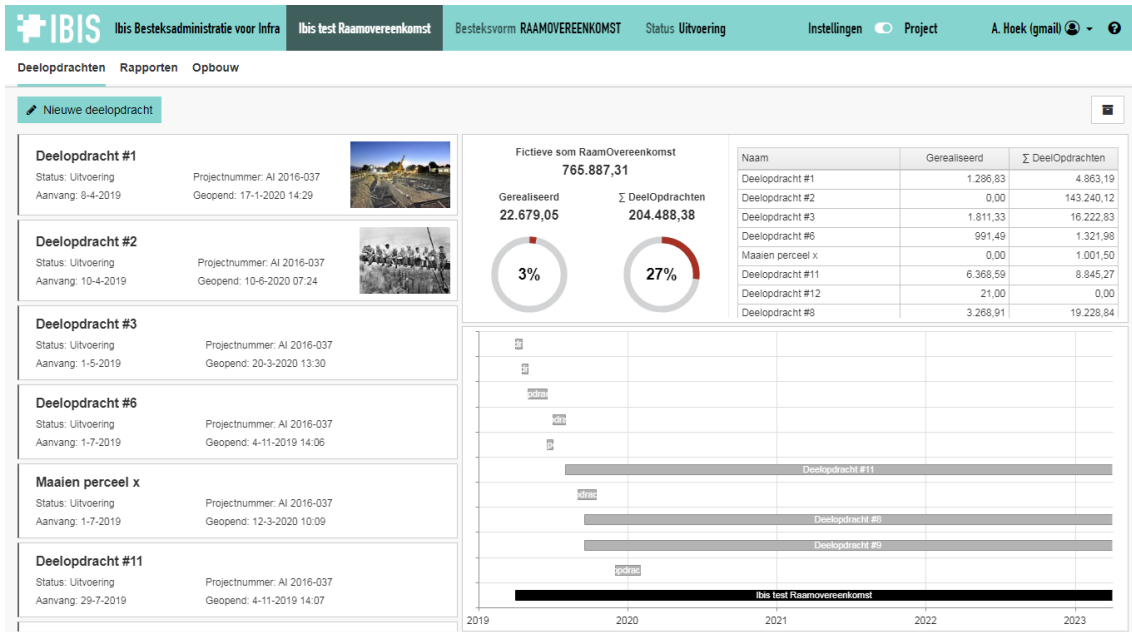 IBIS Ibis Besteksadministratie voor Infra Ibis test Raamovereenkomst Besteksvorm RAAMOVEREENKOMST Status Uitvoering Instellingen Project A. Hoek (gmail)
Deelopdrachten Rapporten Opbouw
Nieuwe deelopdracht
Deelopdracht #1
Status: Uitvoering Projectnummer: AI 2016-037
Aanvang: 8-4-2019 Geopend: 17-1-2020 14:29
Deelopdracht #2
Status: Uitvoering Projectnummer: AI 2016-037
Aanvang: 10-4-2019 Geopend: 10-6-2020 07:24
Deelopdracht #3
Status: Uitvoering Projectnummer: AI 2016-037
Aanvang: 1-5-2019 Geopend: 20-3-2020 13:30
Deelopdracht #6
Status: Uitvoering Projectnummer: AI 2016-037
Aanvang: 1-7-2019 Geopend: 4-11-2019 14:06
Maaien perceel x
Status: Uitvoering Projectnummer: AI 2016-037
Aanvang: 1-7-2019 Geopend: 12-3-2020 10:09
Deelopdracht #11
Status: Uitvoering Projectnummer: AI 2016-037
Aanvang: 29-7-2019 Geopend: 4-11-2019 14:07
Fictieve som RaamOvereenkomst
765.887,31
Gerealiseerd ∑ DeelOpdrachten
22.679,05 204.488,38
3% 27%
Naam Gerealiseerd ∑ DeelOpdrachten
Deelopdracht #1 1.286,83 4.863,19
Deelopdracht #2 0,00 143.240,12
Deelopdracht #3 1.811,33 16.222,83
Deelopdracht #6 991,49 1.321,98
Maaien perceel x 0,00 1.001,50
Deelopdracht #11 6.368,59 8.845,27
Deelopdracht #12 21,00 0,00
Deelopdracht #8 3.268,91 19.228,84
Deelopdracht #11
Deelopdracht #8
Deelopdracht #9
Ibis test Raamovereenkomst
2019 2020 2021 2022 2023